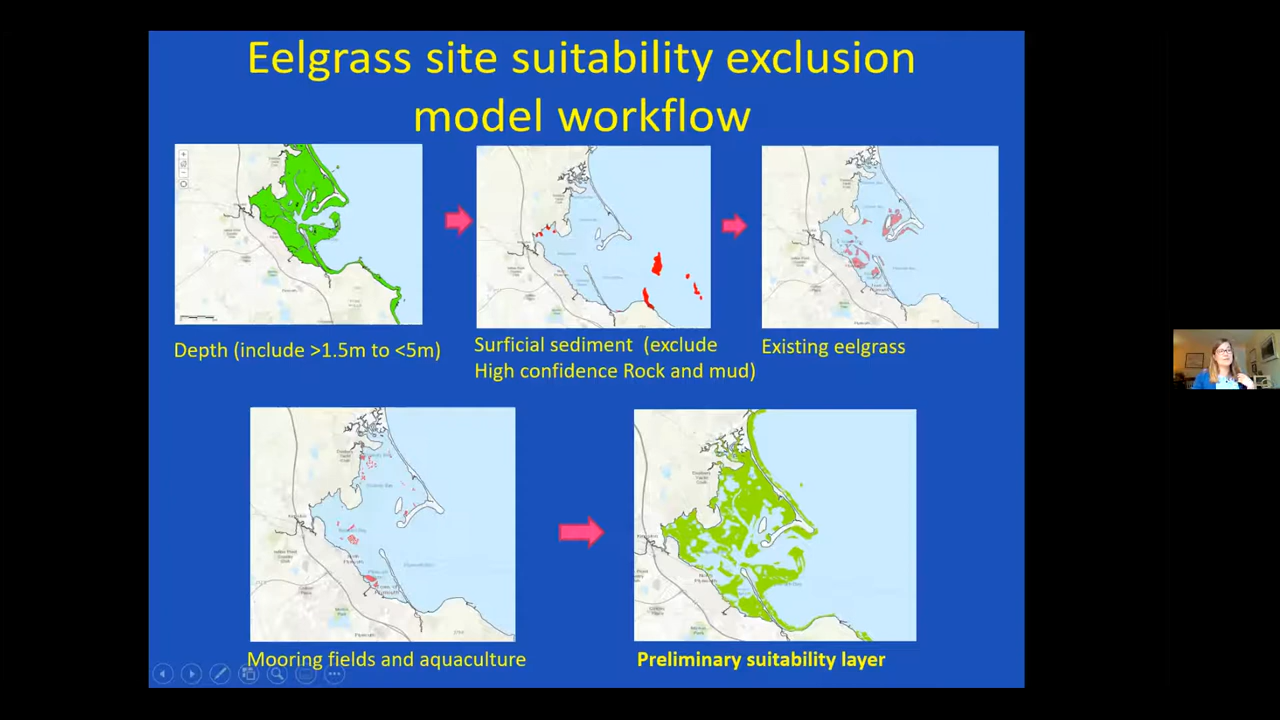 Eelgrass site suitability exclusion
model workflow
Depth (include >1.5m to <5m)
Surficial sediment (exclude
High confidence Rock and mud)
Existing eelgrass
Mooring fields and aquaculture
Preliminary suitability layer